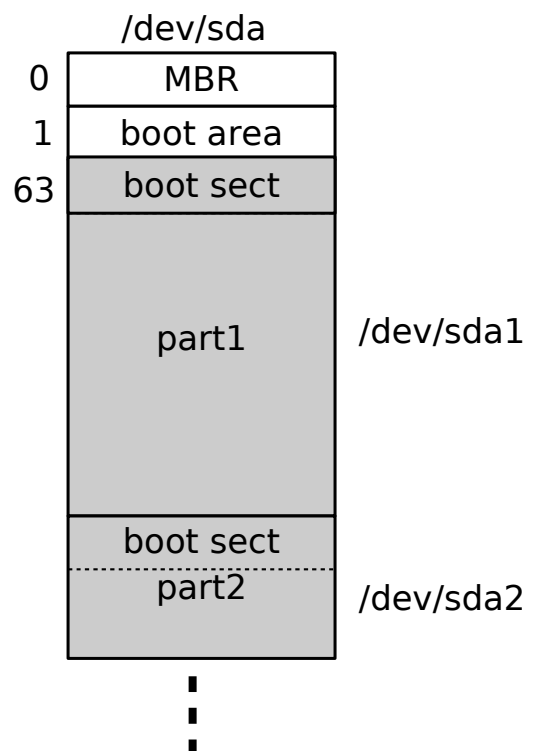 /dev/sda
0 MBR
1 boot area
63 boot sect
part1 /dev/sda1
boot sect
part2 /dev/sda2